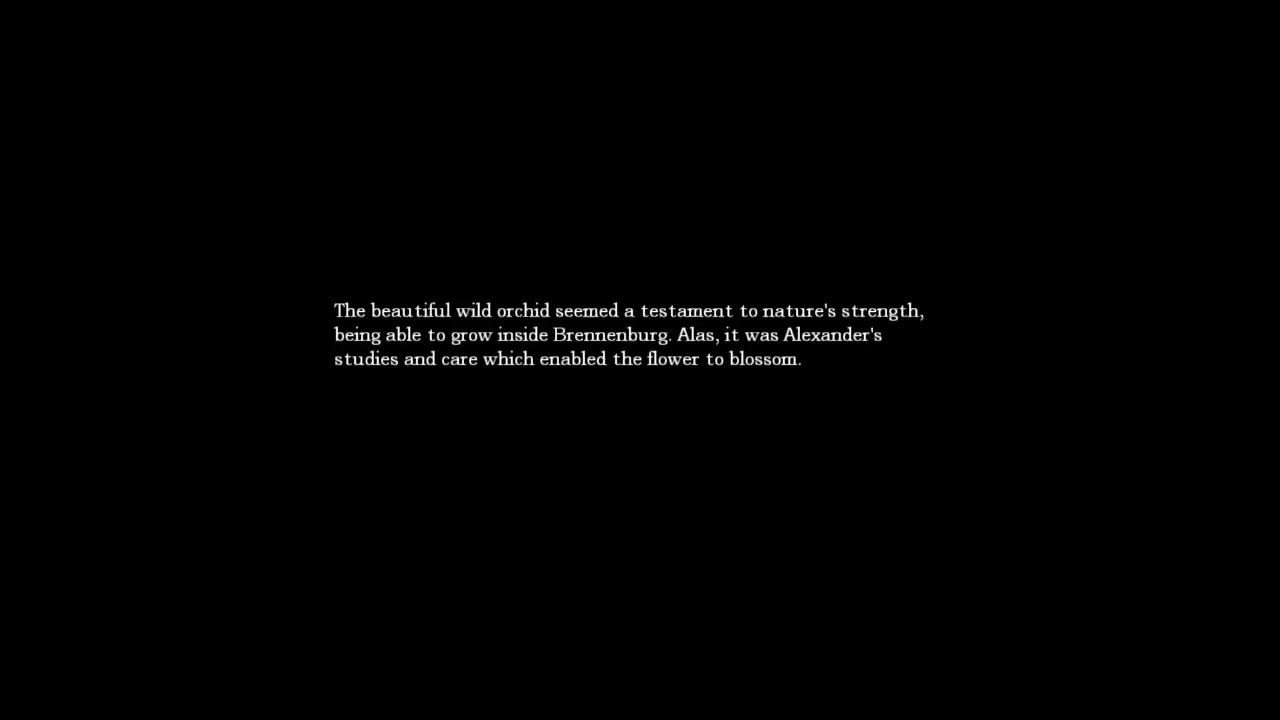 The beautiful wild orchid seemed a testament to nature's strength,
being able to grow inside Brennenburg. Alas, it was Alexander's
studies and care which enabled the flower to blossom.